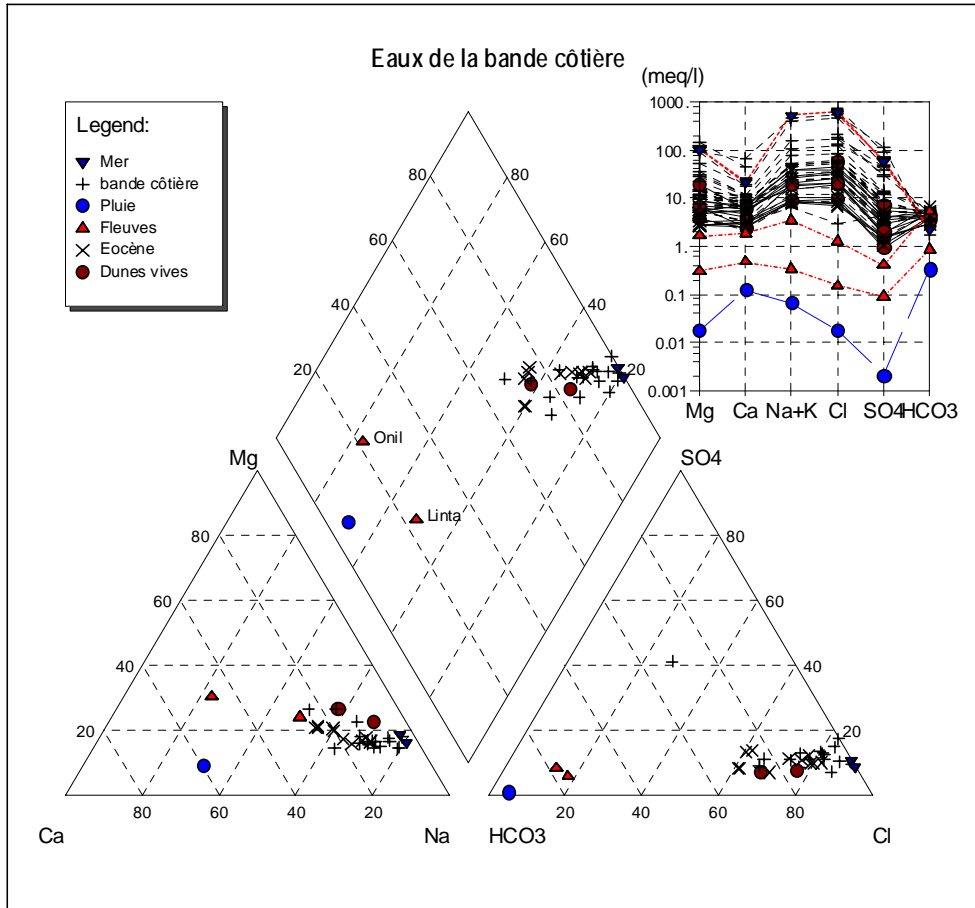 Eaux de la bande côtière
Legend:
Mer
bande côtière
Pluie
Fleuves
Eocène
Dunes vives
(meq/l)
1000.
100.
10.
1.
0.1
0.01
0.001
Mg Ca Na+K Cl SO4 HCO3
80 80
60 60
40 40
20 20
Onil
Linta
Mg
80
60
40
20
80 60 40 20
Ca Na
SO4
80
60
40
20
20 40 60 80
HCO3 Cl